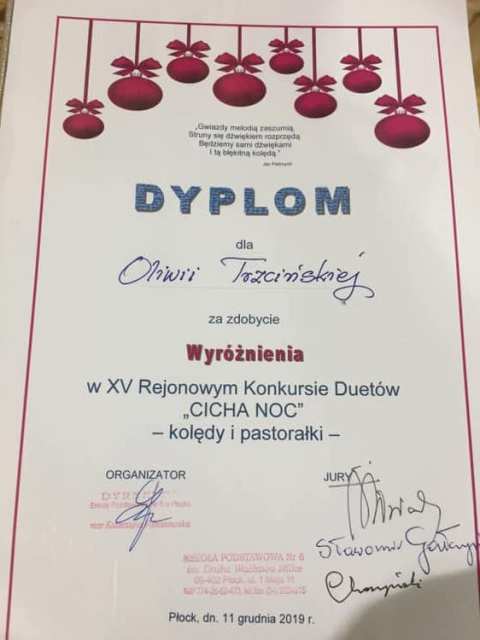 „Gwiazdy melodią zaszumią,
Struny się dźwiękiem rozprzędą.
Będziemy sami dźwiękami
I tą błękitną kolędą."
DYPLOM
dla
Oliwii Trzcińskiej
za zdobycie
Wyróżnienia
w XV Rejonowym Konkursie Duetów
„CICHA NOC"
– kolędy i pastorałki –
ORGANIZATOR
JURY:
Sławomir
SZKOŁA PODSTAWOWA Nr 6
Płock, dn. 11 grudnia 2019 r.